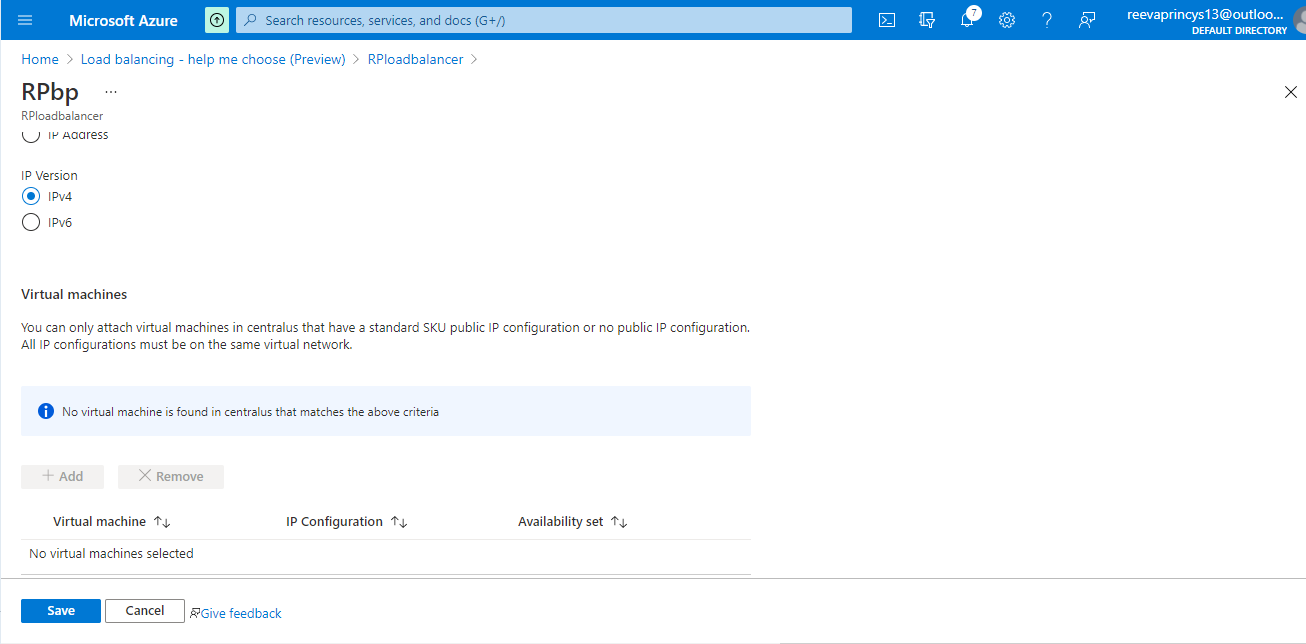 Microsoft Azure
Search resources, services, and docs (G+/)
7
reevaprincys13@outloo...
DEFAULT DIRECTORY
Home > Load balancing - help me choose (Preview) > RPloadbalancer >
RPbp ...
RPloadbalancer
IP Address
IP Version
IPv4
IPv6
Virtual machines
You can only attach virtual machines in centralus that have a standard SKU public IP configuration or no public IP configuration.
All IP configurations must be on the same virtual network.
No virtual machine is found in centralus that matches the above criteria
+ Add × Remove
Virtual machine ↑↓ IP Configuration ↑↓ Availability set ↑↓
No virtual machines selected
Save Cancel Give feedback